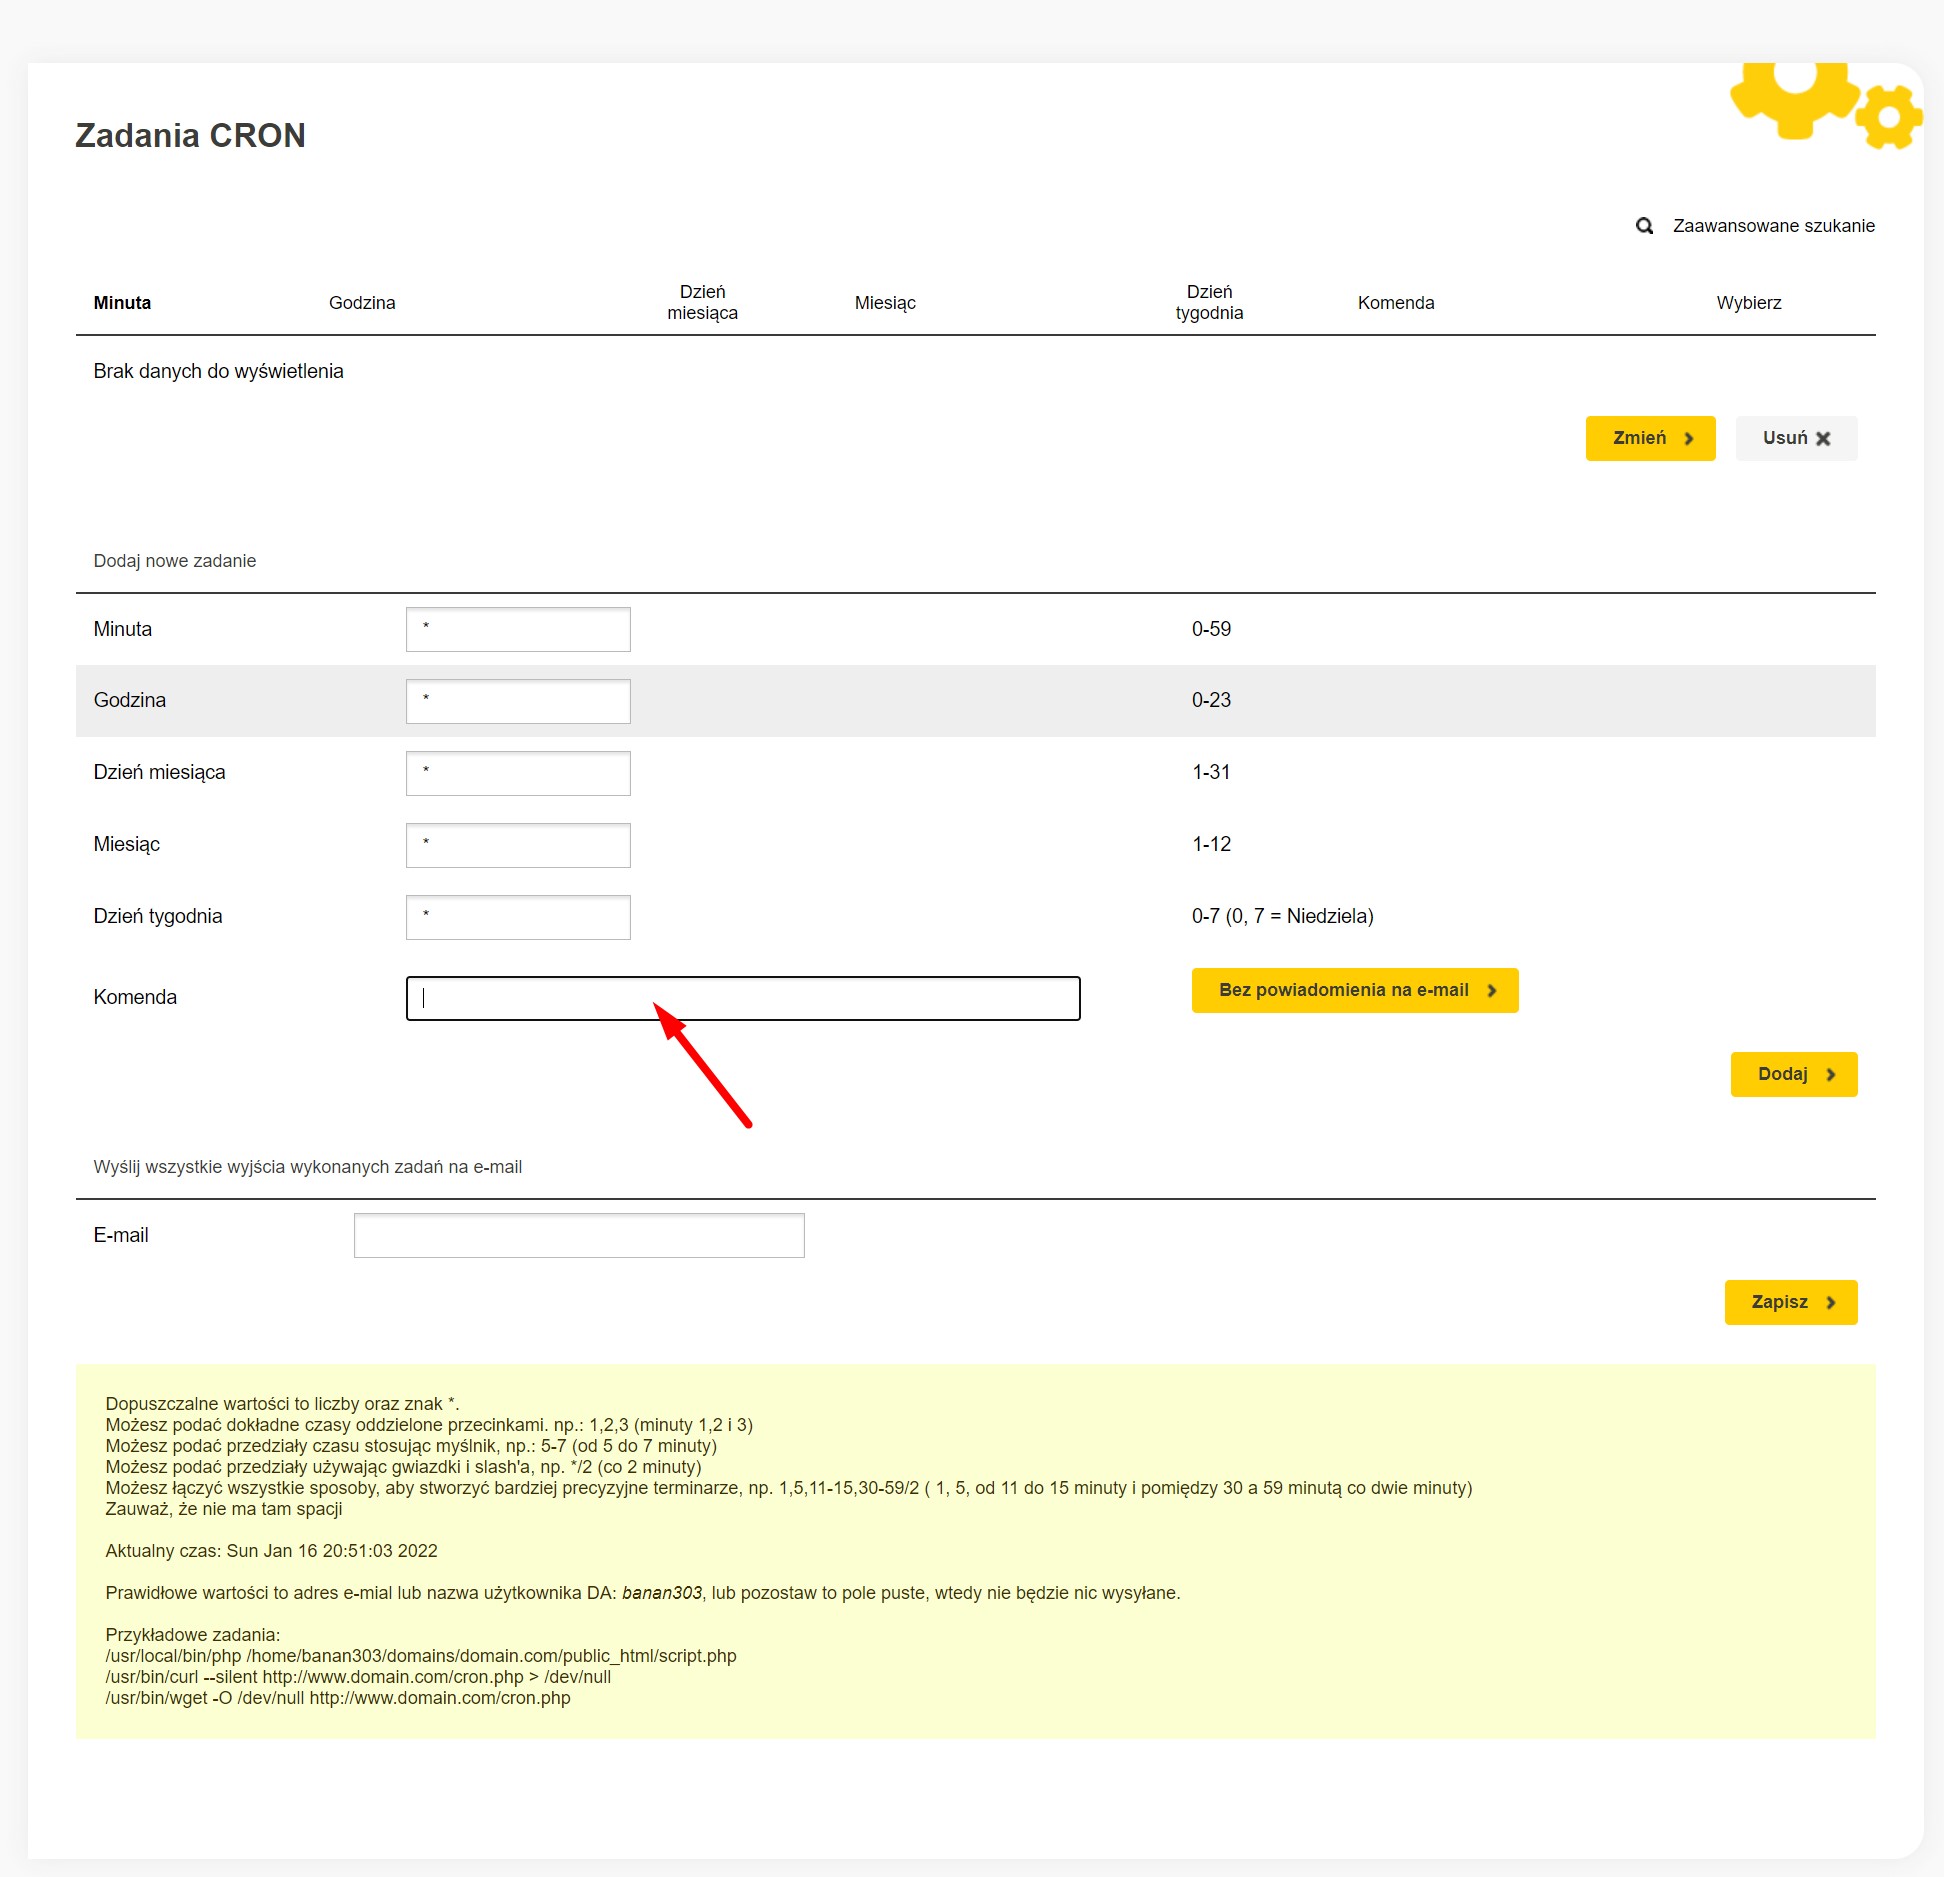 Zadania CRON
Zaawansowane szukanie
Minuta Godzina Dzień miesiąca Miesiąc Dzień tygodnia Komenda Wybierz
Brak danych do wyświetlenia
Zmień Usuń
Dodaj nowe zadanie
Minuta * 0-59
Godzina * 0-23
Dzień miesiąca * 1-31
Miesiąc * 1-12
Dzień tygodnia * 0-7 (0, 7 = Niedziela)
Komenda Bez powiadomienia na e-mail
Dodaj
Wyślij wszystkie wyjścia wykonanych zadań na e-mail
E-mail
Zapisz
Dopuszczalne wartości to liczby oraz znak *.
Możesz podać dokładne czasy oddzielone przecinkami. np.: 1,2,3 (minuty 1,2 i 3)
Możesz podać przedziały czasu stosując myślnik, np.: 5-7 (od 5 do 7 minuty)
Możesz podać przedziały używając gwiazdki i slash'a, np. */2 (co 2 minuty)
Możesz łączyć wszystkie sposoby, aby stworzyć bardziej precyzyjne terminarze, np. 1,5,11-15,30-59/2 ( 1, 5, od 11 do 15 minuty i pomiędzy 30 a 59 minutą co dwie minuty)
Zauważ, że nie ma tam spacji
Aktualny czas: Sun Jan 16 20:51:03 2022
Prawidłowe wartości to adres e-mial lub nazwa użytkownika DA: banan303, lub pozostaw to pole puste, wtedy nie będzie nic wysyłane.
Przykładowe zadania:
/usr/local/bin/php /home/banan303/domains/domain.com/public_html/script.php
/usr/bin/curl --silent http://www.domain.com/cron.php > /dev/null
/usr/bin/wget -O /dev/null http://www.domain.com/cron.php